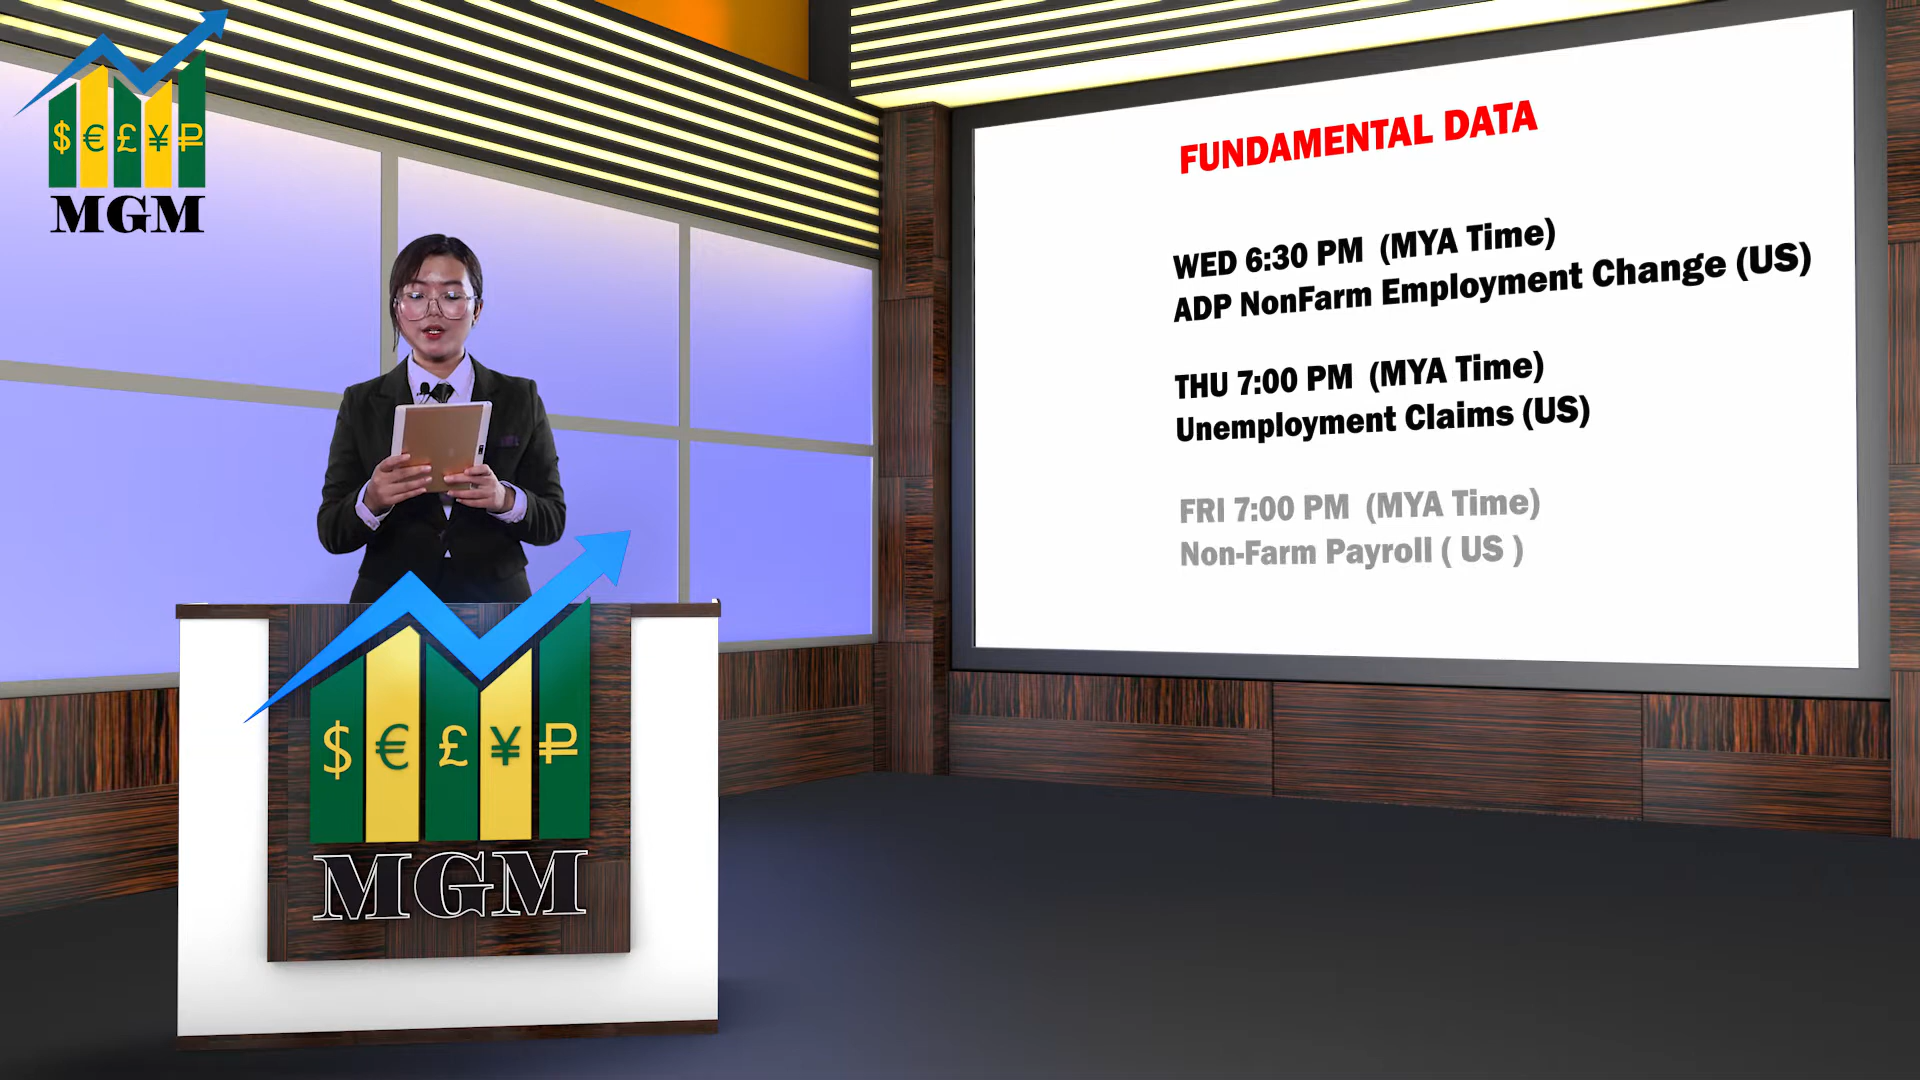 $ € £ ¥ ₽
MGM
FUNDAMENTAL DATA
WED 6:30 PM (MYA Time)
ADP NonFarm Employment Change (US)
THU 7:00 PM (MYA Time)
Unemployment Claims (US)
FRI 7:00 PM (MYA Time)
Non-Farm Payroll ( US )
$ € £ ¥ ₽
MGM